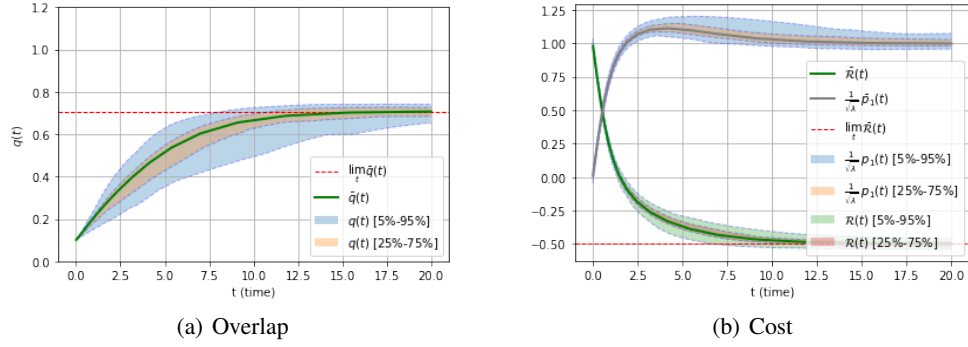 1.2
1.0
0.8
0.6
0.4
0.2
0.0
q(t)
0.0 2.5 5.0 7.5 10.0 12.5 15.0 17.5 20.0
t (time)
lim q̄(t)
t
q̄(t)
q(t) [5%-95%]
q(t) [25%-75%]
(a) Overlap
1.25
1.00
0.75
0.50
0.25
0.00
−0.25
−0.50
0.0 2.5 5.0 7.5 10.0 12.5 15.0 17.5 20.0
t (time)
ℛ̄(t)
1/√λ p̄₁(t)
lim ℛ̄(t)
t
1/√λ p₁(t) [5%-95%]
1/√λ p₁(t) [25%-75%]
ℛ(t) [5%-95%]
ℛ(t) [25%-75%]
(b) Cost